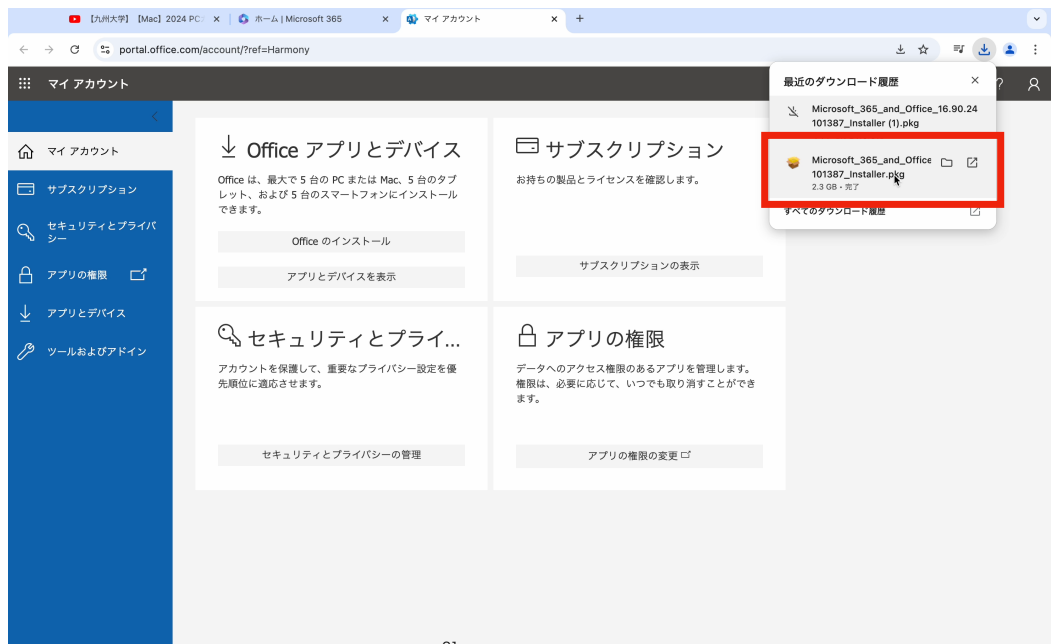 【九州大学】【Mac】2024 PC
ホーム | Microsoft 365
マイ アカウント
portal.office.com/account/?ref=Harmony
マイ アカウント
最近のダウンロード履歴
Microsoft_365_and_Office_16.90.24
101387_Installer (1).pkg
Microsoft_365_and_Office
101387_Installer.pkg
2.3 GB・完了
すべてのダウンロード履歴
マイ アカウント
サブスクリプション
セキュリティとプライバ
シー
アプリの権限
アプリとデバイス
ツールおよびアドイン
Office アプリとデバイス
Office は、最大で 5 台の PC または Mac、5 台のタブ
レット、および 5 台のスマートフォンにインストール
できます。
Office のインストール
アプリとデバイスを表示
サブスクリプション
お持ちの製品とライセンスを確認します。
サブスクリプションの表示
セキュリティとプライ...
アカウントを保護して、重要なプライバシー設定を優
先順位に適応させます。
セキュリティとプライバシーの管理
アプリの権限
データへのアクセス権限のあるアプリを管理します。
権限は、必要に応じて、いつでも取り消すことができ
ます。
アプリの権限の変更